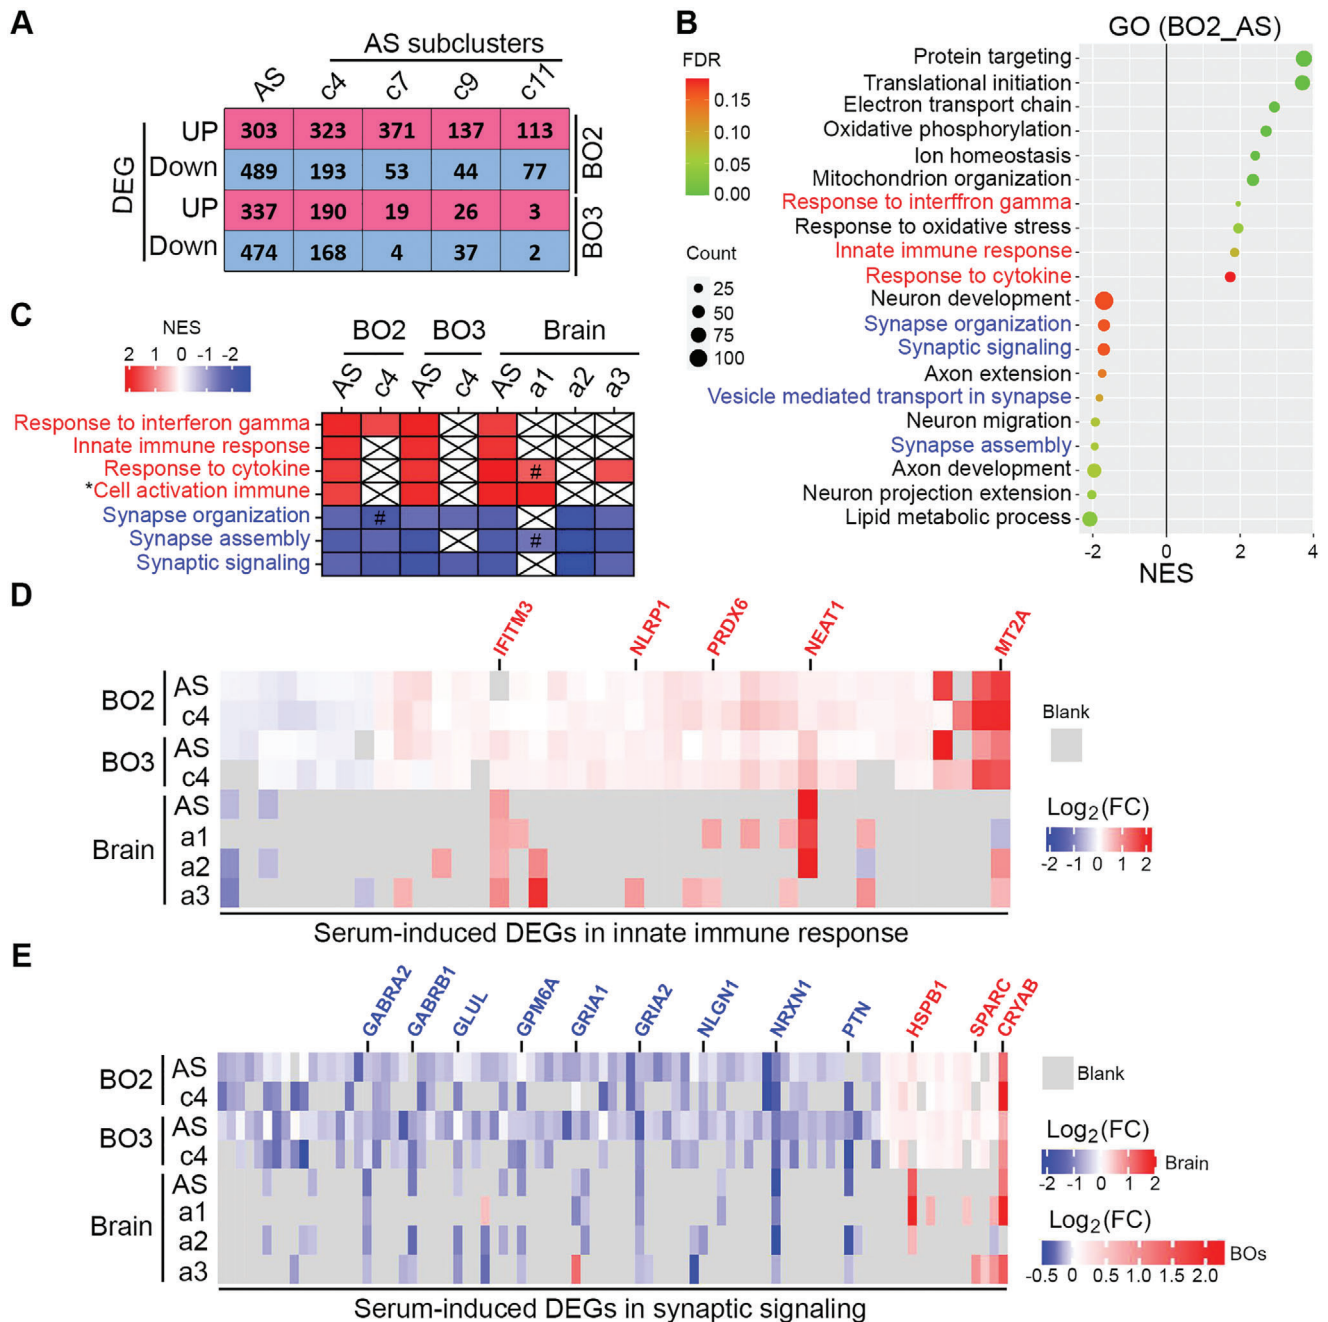 A
AS subclusters
AS c4 c7 c9 c11
DEG
UP 303 323 371 137 113
Down 489 193 53 44 77
BO2
UP 337 190 19 26 3
Down 474 168 4 37 2
BO3
B
GO (BO2_AS)
FDR
0.15
0.10
0.05
0.00
Count
25
50
75
100
Protein targeting
Translational initiation
Electron transport chain
Oxidative phosphorylation
Ion homeostasis
Mitochondrion organization
Response to interffron gamma
Response to oxidative stress
Innate immune response
Response to cytokine
Neuron development
Synapse organization
Synaptic signaling
Axon extension
Vesicle mediated transport in synapse
Neuron migration
Synapse assembly
Axon development
Neuron projection extension
Lipid metabolic process
-2 0 2 4
NES
C
NES
2 1 0 -1 -2
BO2 BO3 Brain
AS c4 AS c4 AS a1 a2 a3
Response to interferon gamma
Innate immune response
Response to cytokine #
*Cell activation immune
Synapse organization #
Synapse assembly #
Synaptic signaling
D
IFITM3 NLRP1 PRDX6 NEAT1 MT2A
BO2
AS
c4
BO3
AS
c4
Brain
AS
a1
a2
a3
Blank
Log2(FC)
-2 -1 0 1 2
Serum-induced DEGs in innate immune response
E
GABRA2 GABRB1 GLUL GPM6A GRIA1 GRIA2 NLGN1 NRXN1 PTN HSPB1 SPARC CRYAB
BO2
AS
c4
BO3
AS
c4
Brain
AS
a1
a2
a3
Blank
Log2(FC)
Brain
-2 -1 0 1 2
Log2(FC)
BOs
-0.5 0 0.5 1.0 1.5 2.0
Serum-induced DEGs in synaptic signaling